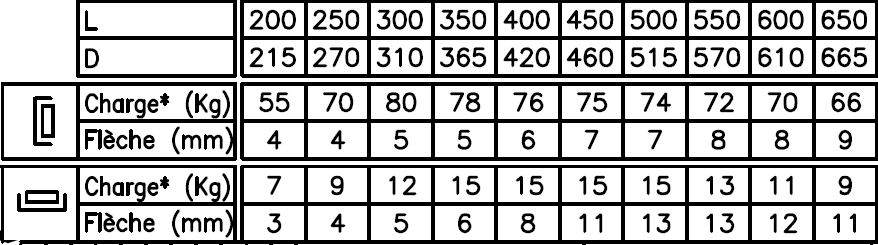 L 200 250 300 350 400 450 500 550 600 650
D 215 270 310 365 420 460 515 570 610 665
Charge* (Kg) 55 70 80 78 76 75 74 72 70 66
Flèche (mm) 4 4 5 5 6 7 7 8 8 9
Charge* (Kg) 7 9 12 15 15 15 15 13 11 9
Flèche (mm) 3 4 5 6 8 11 13 13 12 11